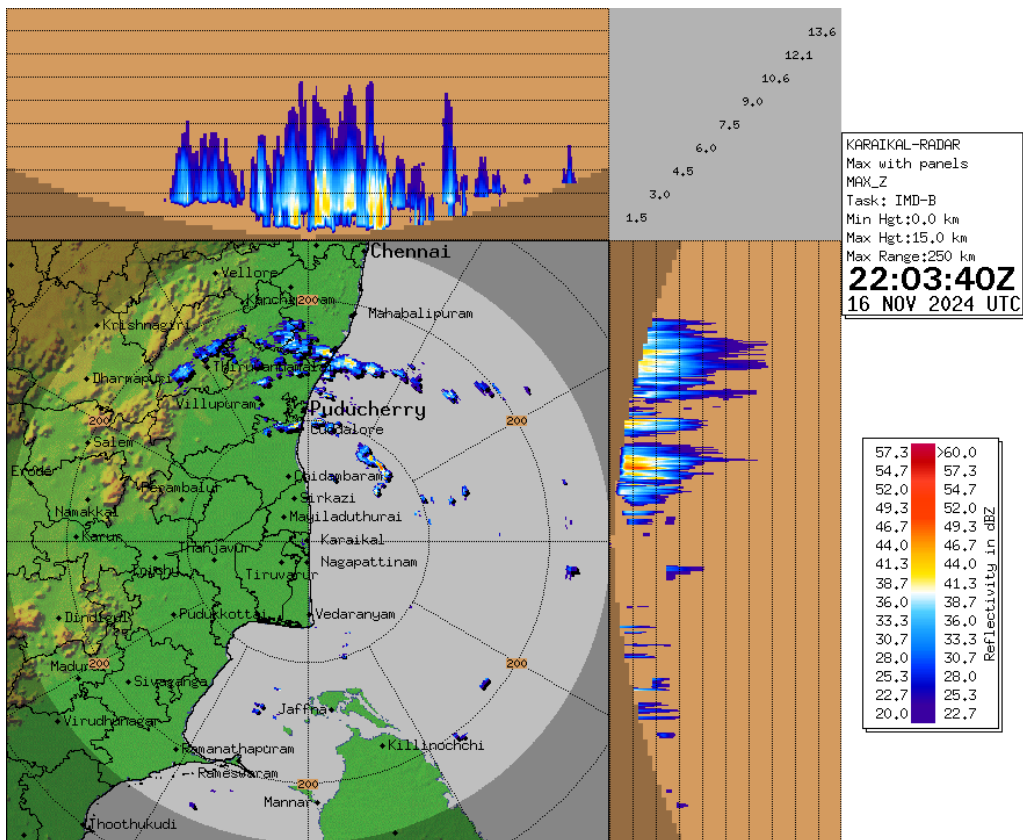 13.6
12.1
10.6
9.0
7.5
6.0
4.5
3.0
1.5
KARAIKAL-RADAR
Max with panels
MAX_Z
Task: IMD-B
Min Hgt:0.0 km
Max Hgt:15.0 km
Max Range:250 km
22:03:40Z
16 NOV 2024 UTC
Chennai
Vellore
200
Mahabalipuram
Krishnagiri
Dharmapuri
Villupuram
Puducherry
Cuddalore
200
200
Salem
Erode
Chidambaram
Perambalur
Sirkazi
Namakkal
Mayiladuthurai
Karur
Karaikal
Thanjavur
Nagapattinam
Tiruvarur
Dindigul
Pudukkottai
Vedaranyam
200
200
Sivaganga
Virudhunagar
Jaffna
Ramanathapuram
Killinochchi
Rameswaram
200
Mannar
Thoothukudi
57.3 >60.0
54.7 57.3
52.0 54.7
49.3 52.0
46.7 49.3
44.0 46.7
41.3 44.0
38.7 41.3
36.0 38.7
33.3 36.0
30.7 33.3
28.0 30.7
25.3 28.0
22.7 25.3
20.0 22.7
Reflectivity in dBZ